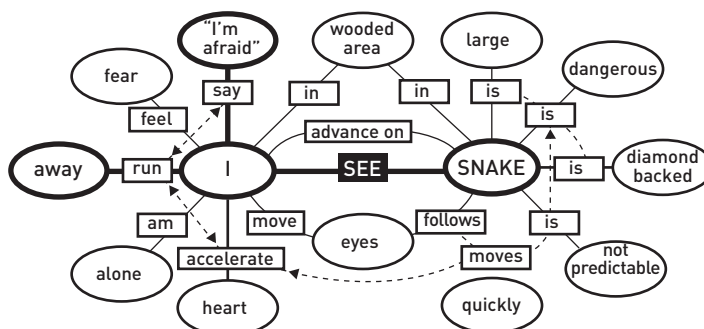 "I'm
afraid"
wooded
area
large
fear
dangerous
say
in
in
is
feel
is
advance on
away
run
I
SEE
SNAKE
is
diamond
backed
am
move
follows
is
eyes
alone
accelerate
moves
not
predictable
heart
quickly